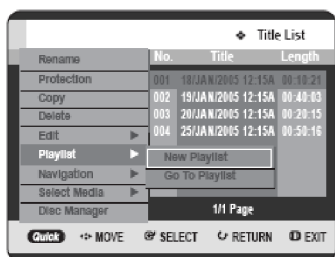 Title List
Rename
No. Title Length
Protection
001 18/JAN/2005 12:15A 00:10:21
Copy
002 19/JAN/2005 12:15A 00:40:03
Delete
003 20/JAN/2005 12:15A 00:20:15
Edit
004 25/JAN/2005 12:15A 00:50:16
Playlist
New Playlist
Navigation
Go To Playlist
Select Media
Disc Manager
1/1 Page
Quick MOVE SELECT RETURN EXIT